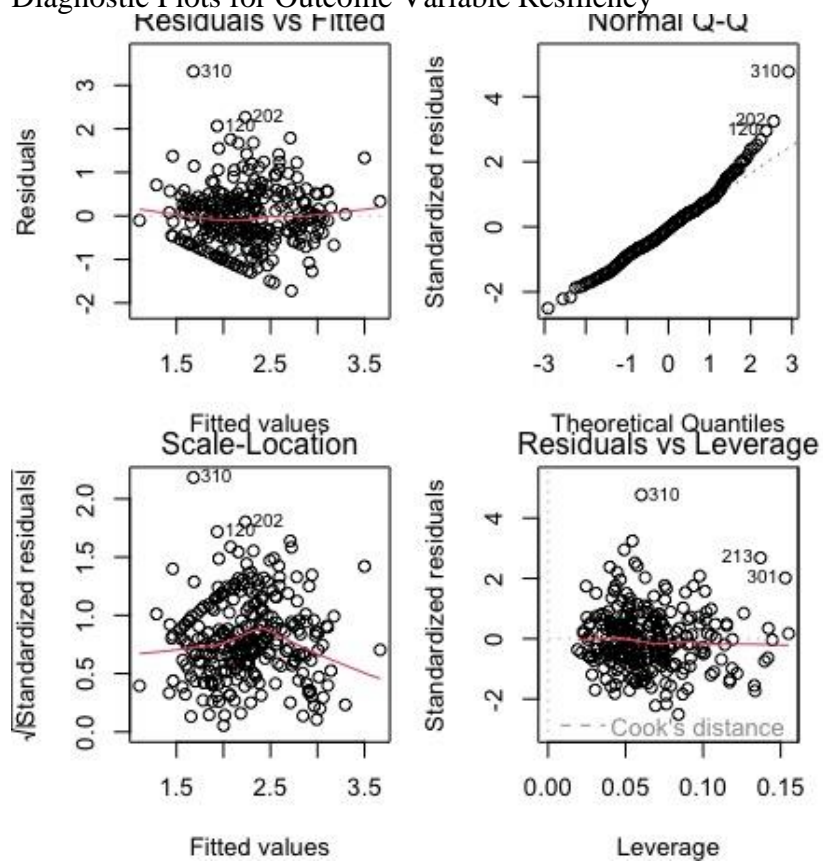 Diagnostic Plots for Outcome Variable Resiliency
Residuals vs Fitted
Residuals
3
2
1
0
-1
-2
310
202
120
1.5 2.5 3.5
Fitted values
Normal Q-Q
Standardized residuals
4
2
0
-2
310
202
120
-3 -1 0 1 2 3
Theoretical Quantiles
Scale-Location
√|Standardized residuals|
2.0
1.5
1.0
0.5
0.0
310
202
120
1.5 2.5 3.5
Fitted values
Residuals vs Leverage
Standardized residuals
4
2
0
-2
310
213
301
Cook's distance
0.00 0.05 0.10 0.15
Leverage